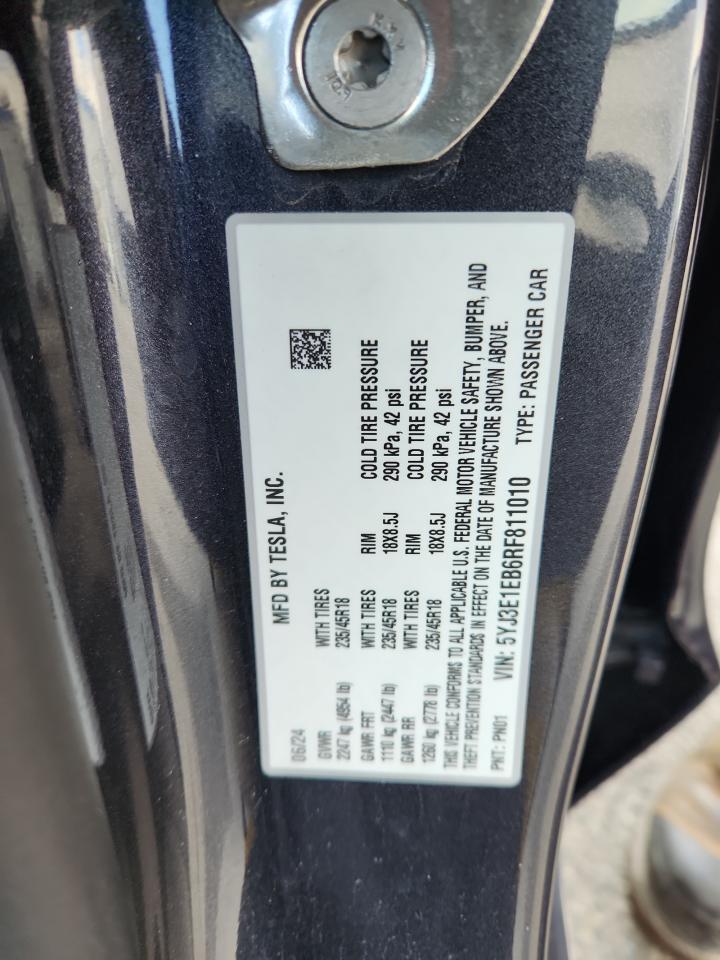 MFD BY TESLA, INC.
06/24
GVWR WITH TIRES
2247 kg (4954 lb) 235/45R18
GAWR FRT WITH TIRES RIM COLD TIRE PRESSURE
1110 kg (2447 lb) 235/45R18 18X8.5J 290 kPa, 42 psi
GAWR RR WITH TIRES RIM COLD TIRE PRESSURE
1260 kg (2778 lb) 235/45R18 18X8.5J 290 kPa, 42 psi
THIS VEHICLE CONFORMS TO ALL APPLICABLE U.S. FEDERAL MOTOR VEHICLE SAFETY, BUMPER, AND
THEFT PREVENTION STANDARDS IN EFFECT ON THE DATE OF MANUFACTURE SHOWN ABOVE.
PKT: PN01 VIN: 5YJ3E1EB6RF811010 TYPE: PASSENGER CAR